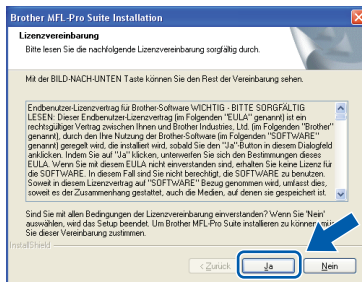 Brother MFL-Pro Suite Installation
Lizenzvereinbarung
Bitte lesen Sie die nachfolgende Lizenzvereinbarung sorgfältig durch.
Mit der BILD-NACH-UNTEN Taste können Sie den Rest der Vereinbarung sehen.
Endbenutzer-Lizenzvertrag für Brother-Software WICHTIG - BITTE SORGFÄLTIG
LESEN: Dieser Endbenutzer-Lizenzvertrag (im Folgenden "EULA" genannt) ist ein
rechtsgültiger Vertrag zwischen Ihnen und Brother Industries, Ltd. (im Folgenden "Brother"
genannt), durch den Ihre Nutzung der Brother-Software (im Folgenden "SOFTWARE"
genannt) geregelt wird, die installiert wird, sobald Sie den "Ja"-Button in diesem Dialogfeld
anklicken. Indem Sie auf "Ja" klicken, unterwerfen Sie sich den Bestimmungen dieses
EULA. Wenn Sie mit diesem EULA nicht einverstanden sind, erhalten Sie keine Lizenz für
die SOFTWARE. In diesem Fall sind Sie nicht berechtigt, die SOFTWARE zu benutzen.
Soweit in diesem Lizenzvertrag auf "SOFTWARE" Bezug genommen wird, umfasst dies,
soweit es der Zusammenhang gestattet, auch die Medien, auf denen sie gespeichert ist.
Sind Sie mit allen Bedingungen der Lizenzvereinbarung einverstanden? Wenn Sie 'Nein'
auswählen, wird das Setup beendet. Um Brother MFL-Pro Suite installieren zu können,
Sie dieser Vereinbarung zustimmen.
InstallShield
< Zurück
Ja
Nein